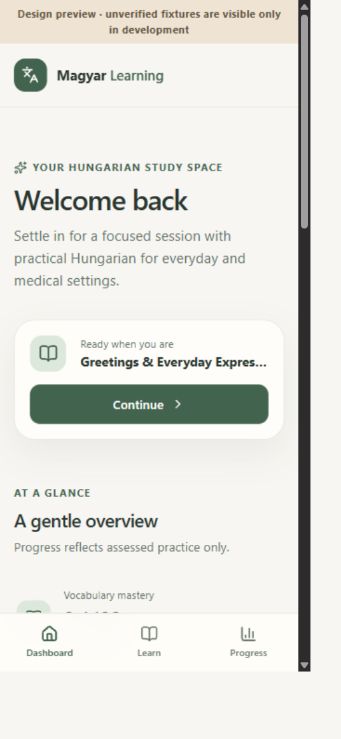 Design preview · unverified fixtures are visible only
in development
Magyar Learning
YOUR HUNGARIAN STUDY SPACE
Welcome back
Settle in for a focused session with
practical Hungarian for everyday and
medical settings.
Ready when you are
Greetings & Everyday Expres...
Continue
AT A GLANCE
A gentle overview
Progress reflects assessed practice only.
Vocabulary mastery
Dashboard
Learn
Progress